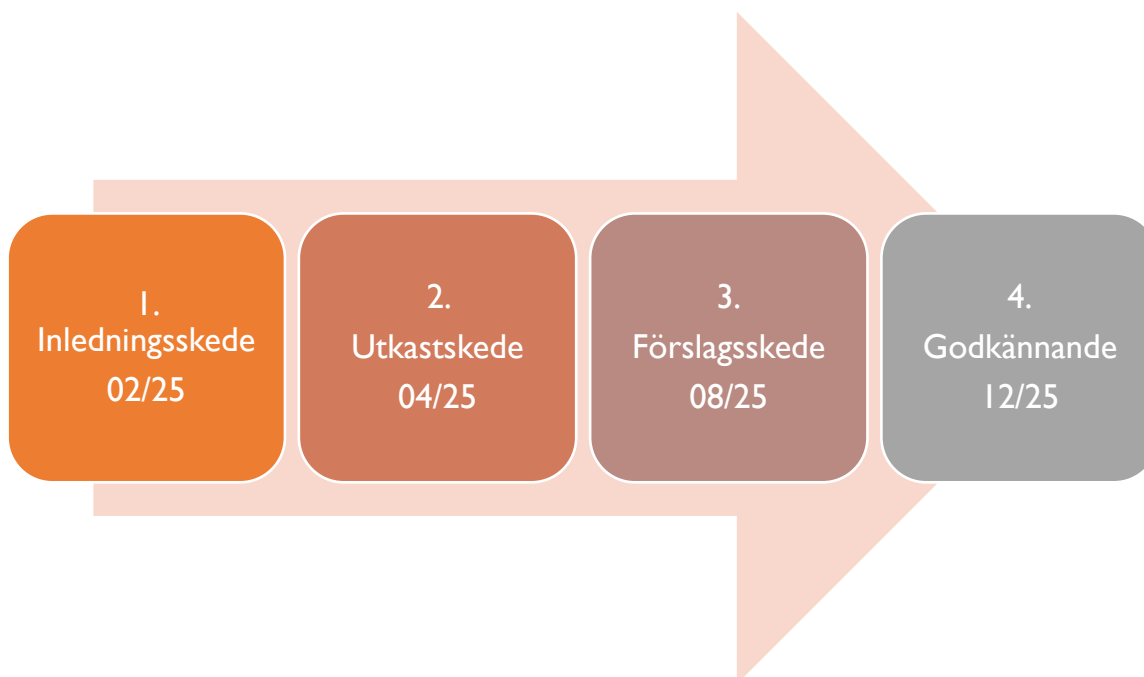 1.
Inledningsskede
02/25
2.
Utkastskede
04/25
3.
Förslagsskede
08/25
4.
Godkännande
12/25